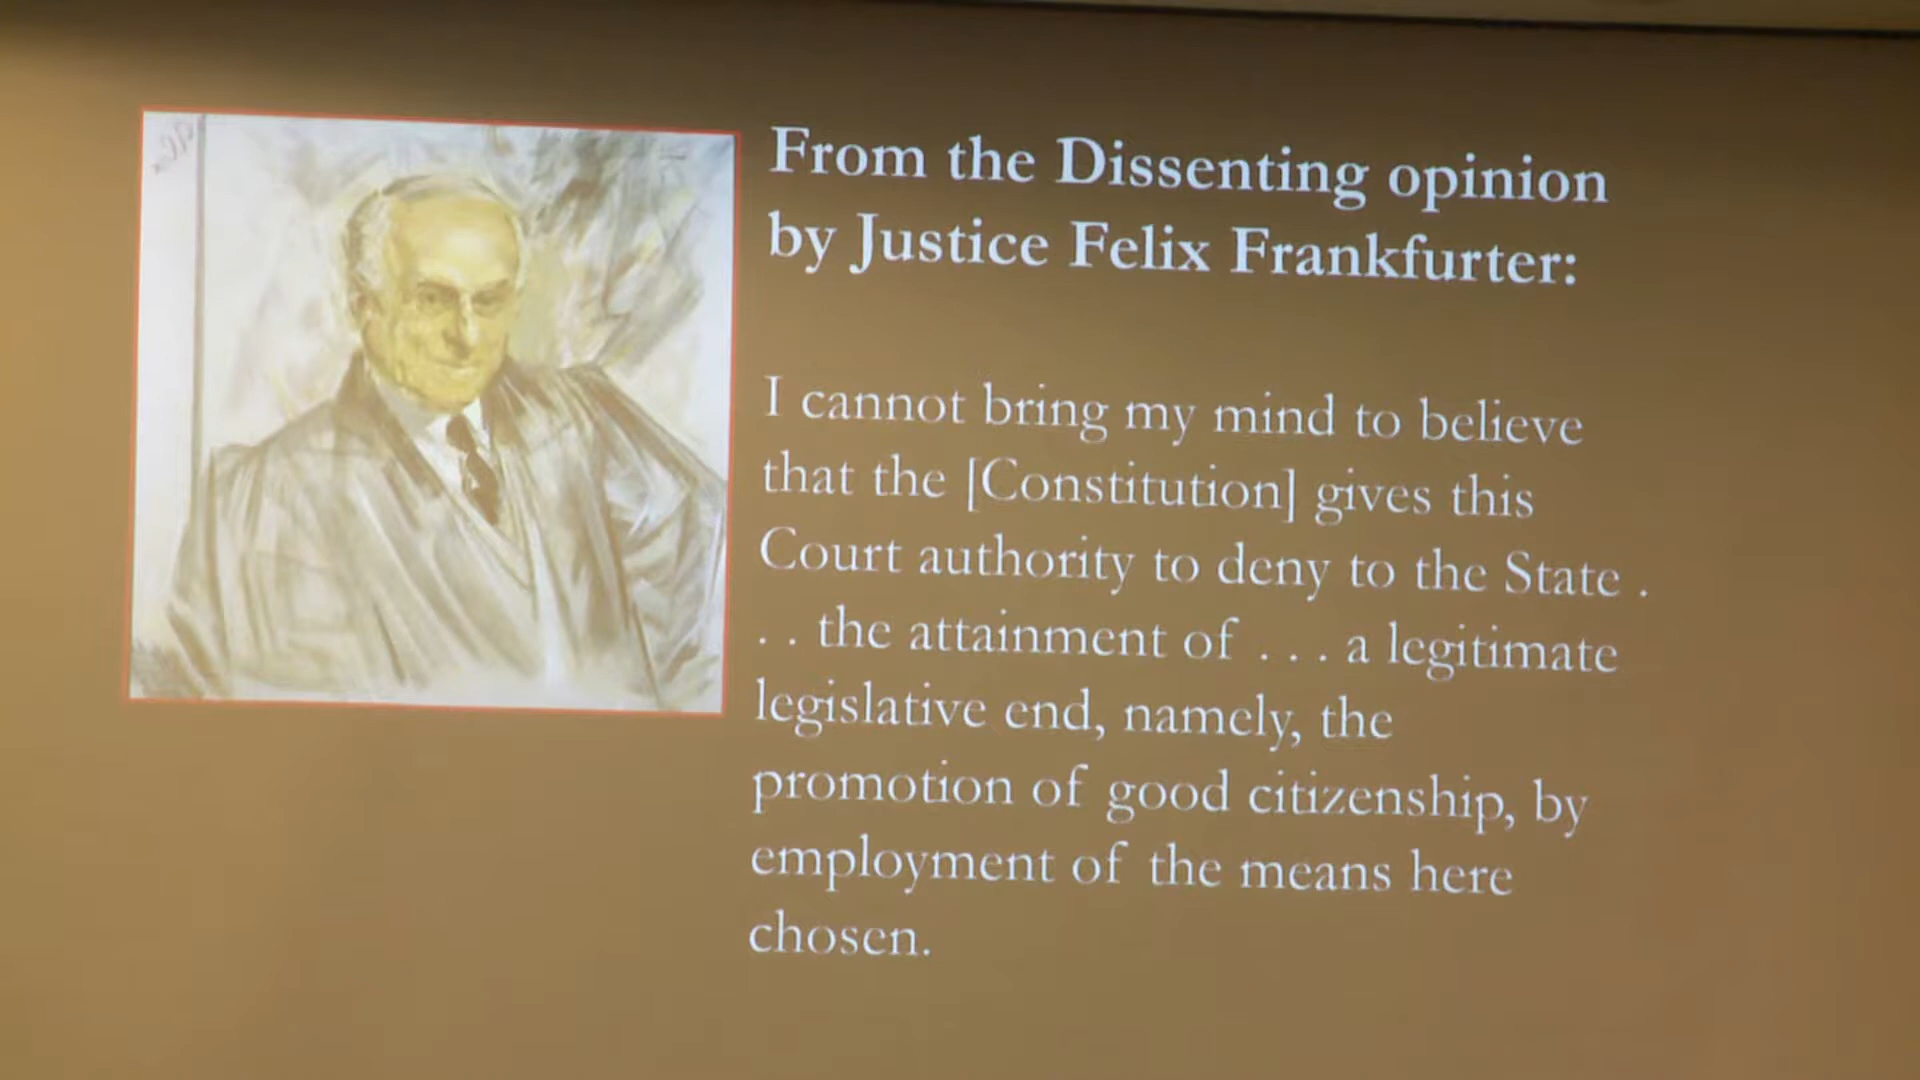 From the Dissenting opinion
by Justice Felix Frankfurter:
I cannot bring my mind to believe
that the [Constitution] gives this
Court authority to deny to the State .
. . the attainment of . . . a legitimate
legislative end, namely, the
promotion of good citizenship, by
employment of the means here
chosen.